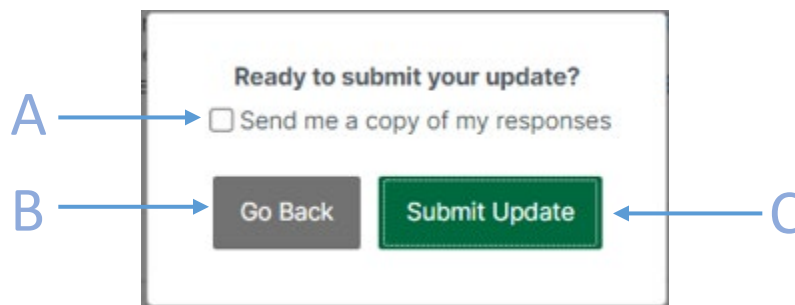 Ready to submit your update?
A
Send me a copy of my responses
B
Go Back
Submit Update
C